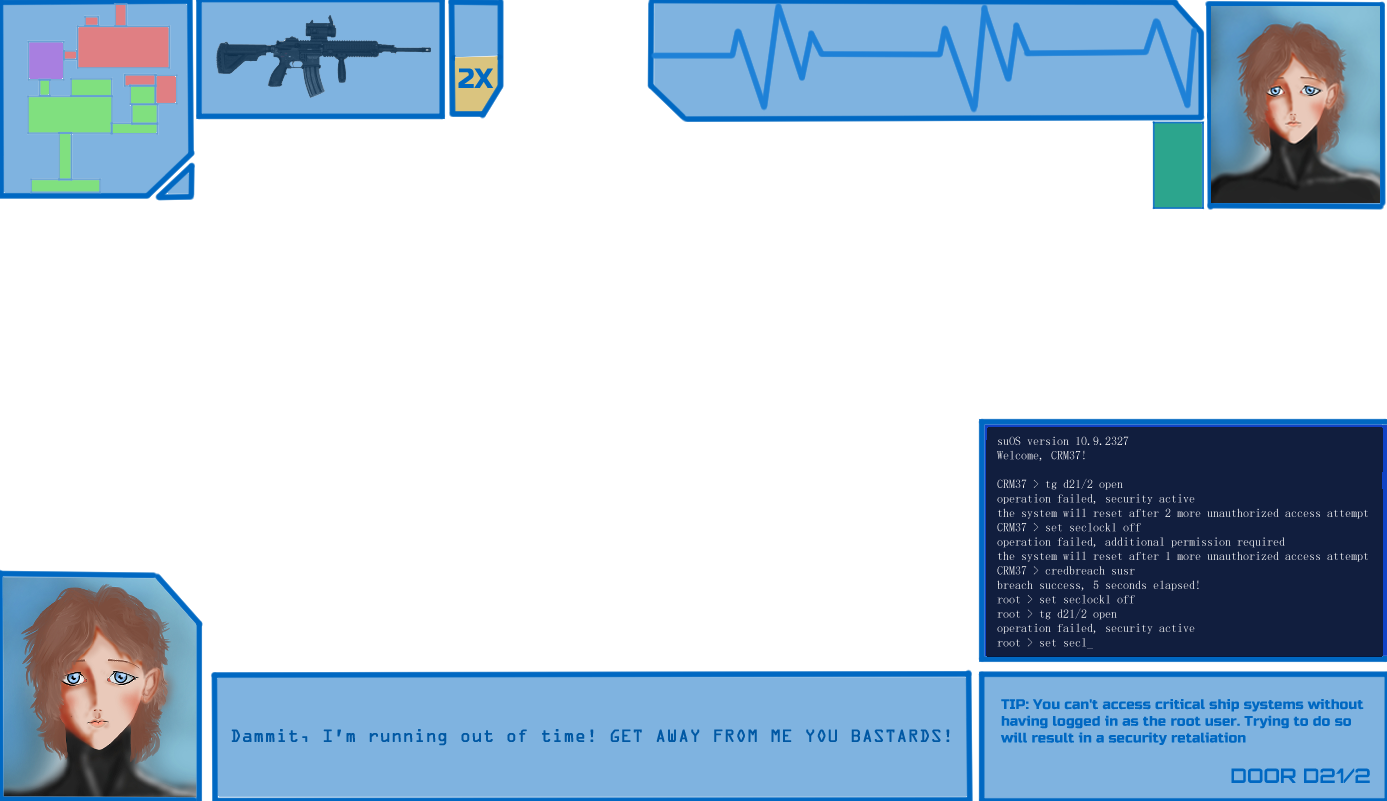 2X
suOS version 10.9.2327
Welcome, CRM37!
CRM37 > tg d21/2 open
operation failed, security active
the system will reset after 2 more unauthorized access attempt
CRM37 > set seclock1 off
operation failed, additional permission required
the system will reset after 1 more unauthorized access attempt
CRM37 > credbreach susr
breach success, 5 seconds elapsed!
root > set seclock1 off
root > tg d21/2 open
operation failed, security active
root > set secl_
Dammit, I'm running out of time! GET AWAY FROM ME YOU BASTARDS!
TIP: You can't access critical ship systems without
having logged in as the root user. Trying to do so
will result in a security retaliation
DOOR D21/2